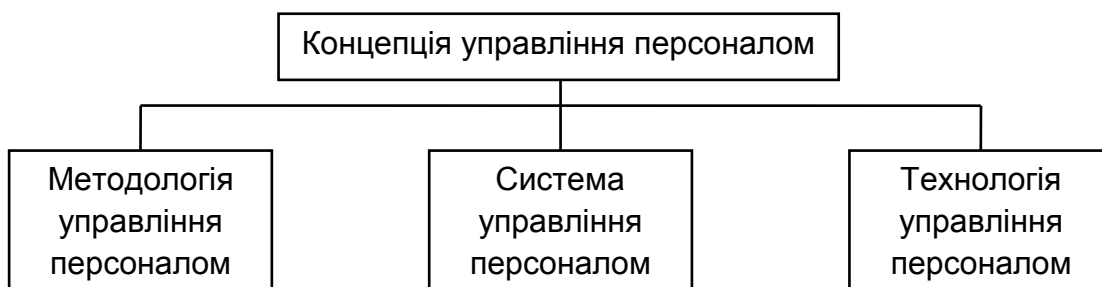 Концепція управління персоналом
Методологія
управління
персоналом
Система
управління
персоналом
Технологія
управління
персоналом